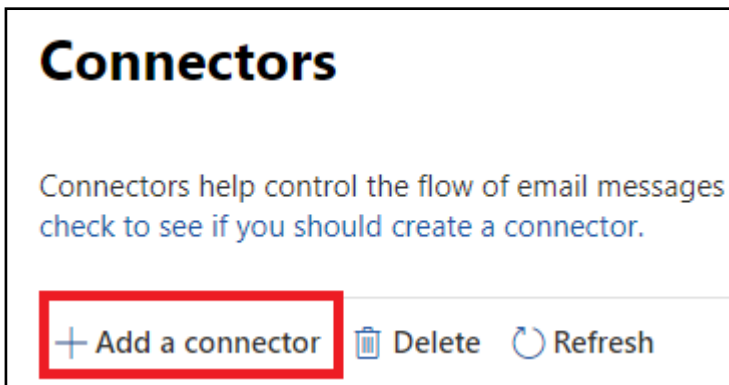 Connectors
Connectors help control the flow of email messages
check to see if you should create a connector.
Add a connector Delete Refresh